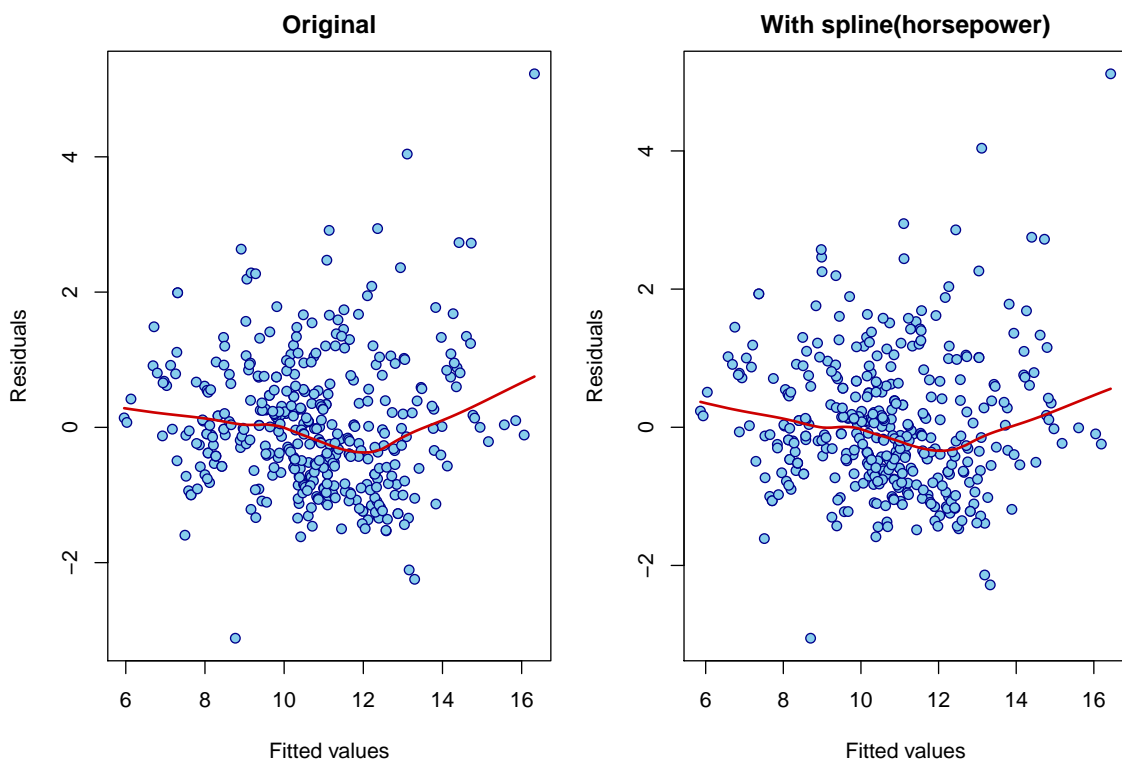 Original
Residuals
4
2
0
−2
6 8 10 12 14 16
Fitted values
With spline(horsepower)
Residuals
4
2
0
−2
6 8 10 12 14 16
Fitted values